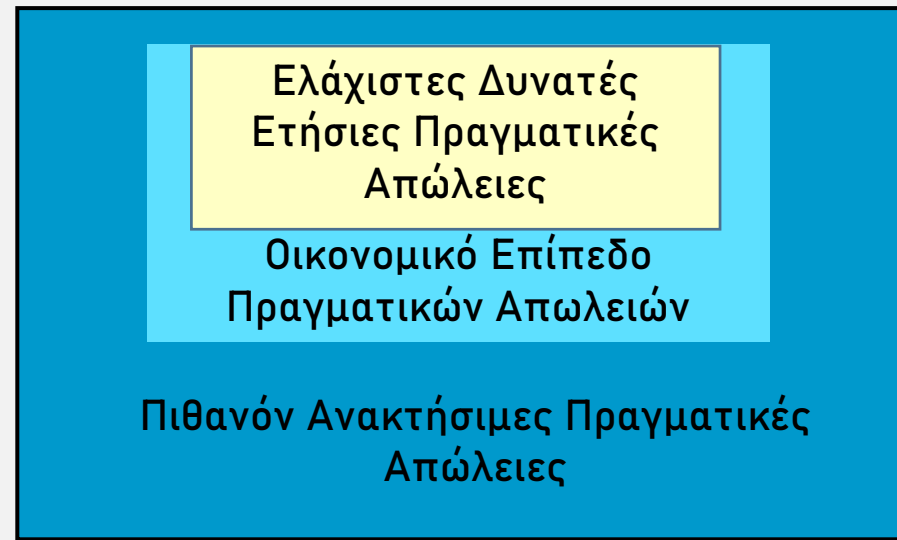 Ελάχιστες Δυνατές
Ετήσιες Πραγματικές
Απώλειες
Οικονομικό Επίπεδο
Πραγματικών Απωλειών
Πιθανόν Ανακτήσιμες Πραγματικές
Απώλειες